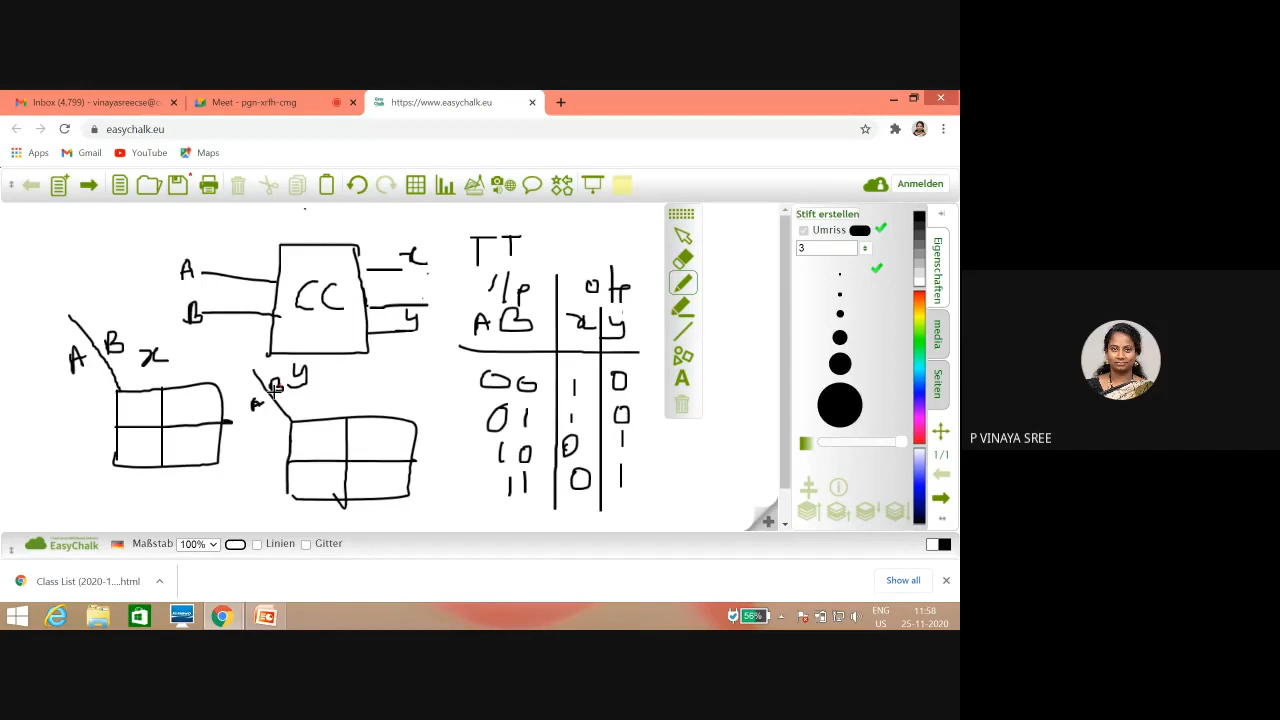 Inbox (4,799) - vinayasreecse@c
Meet - pgn-xrfh-cmg
https://www.easychalk.eu
easychalk.eu
Apps
Gmail
YouTube
Maps
Anmelden
Stift erstellen
Umriss
3
Eigenschaften
media
Seiten
1/1
A
B
CC
x
y
TT
i/p o/p
A B x y
0 0 1 0
0 1 1 0
1 0 0 1
1 1 0 1
A B x
A B y
P VINAYA SREE
EasyChalk
Maßstab 100% Linien Gitter
Class List (2020-1....html
Show all
56%
ENG
US
11:58
25-11-2020